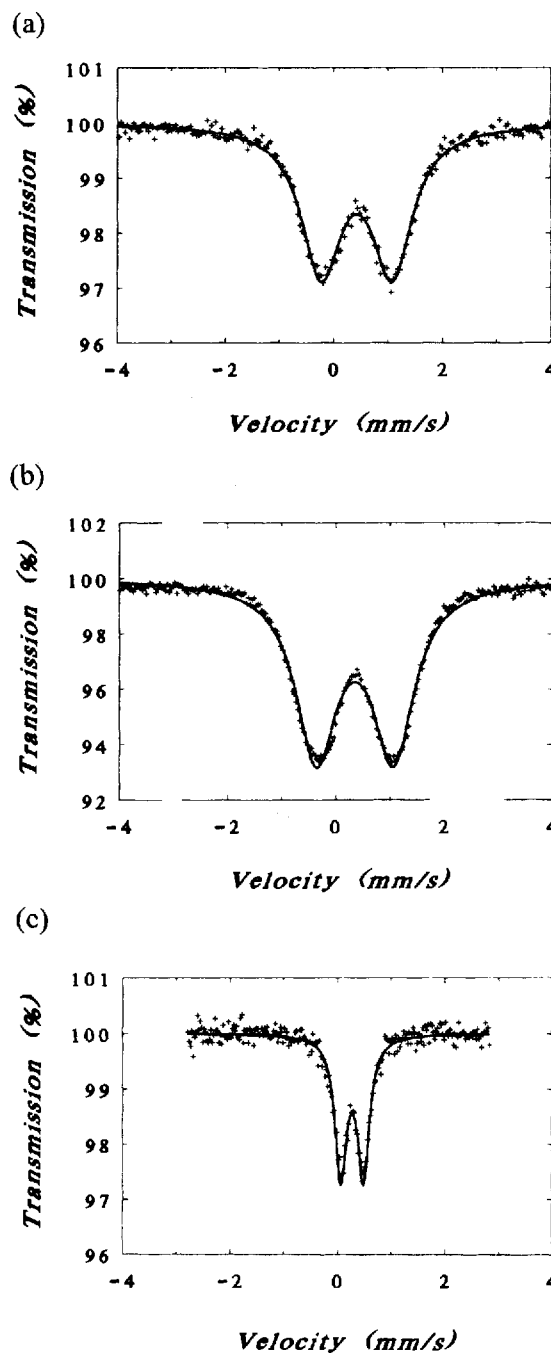 (a)
101
100
99
98
97
96
Transmission (%)
-4 -2 0 2 4
Velocity (mm/s)
(b)
102
100
98
96
94
92
Transmission (%)
-4 -2 0 2 4
Velocity (mm/s)
(c)
101
100
99
98
97
96
Transmission (%)
-4 -2 0 2 4
Velocity (mm/s)